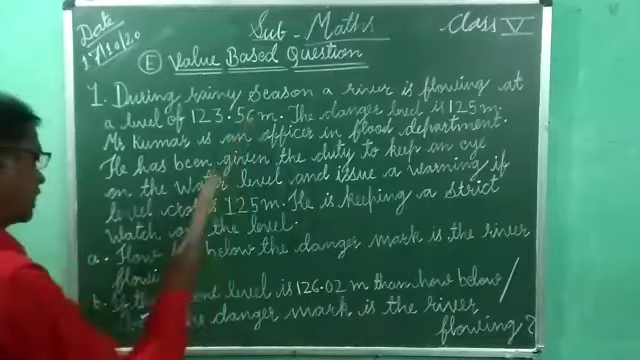 Date
17/10/20
Sub - Maths
Class V
E Value Based Question
1. During rainy season a river is flowing at
a level of 123.56 m. The danger level is 125 m.
Mr Kumar is an officer in flood department.
He has been given the duty to keep an eye
on the water level and issue a warning if
level 125 m. He is keeping a strict
watch on the level.
a. How below the danger mark is the river
b. level is 126.02 m than how below /
danger mark is the river
flowing?